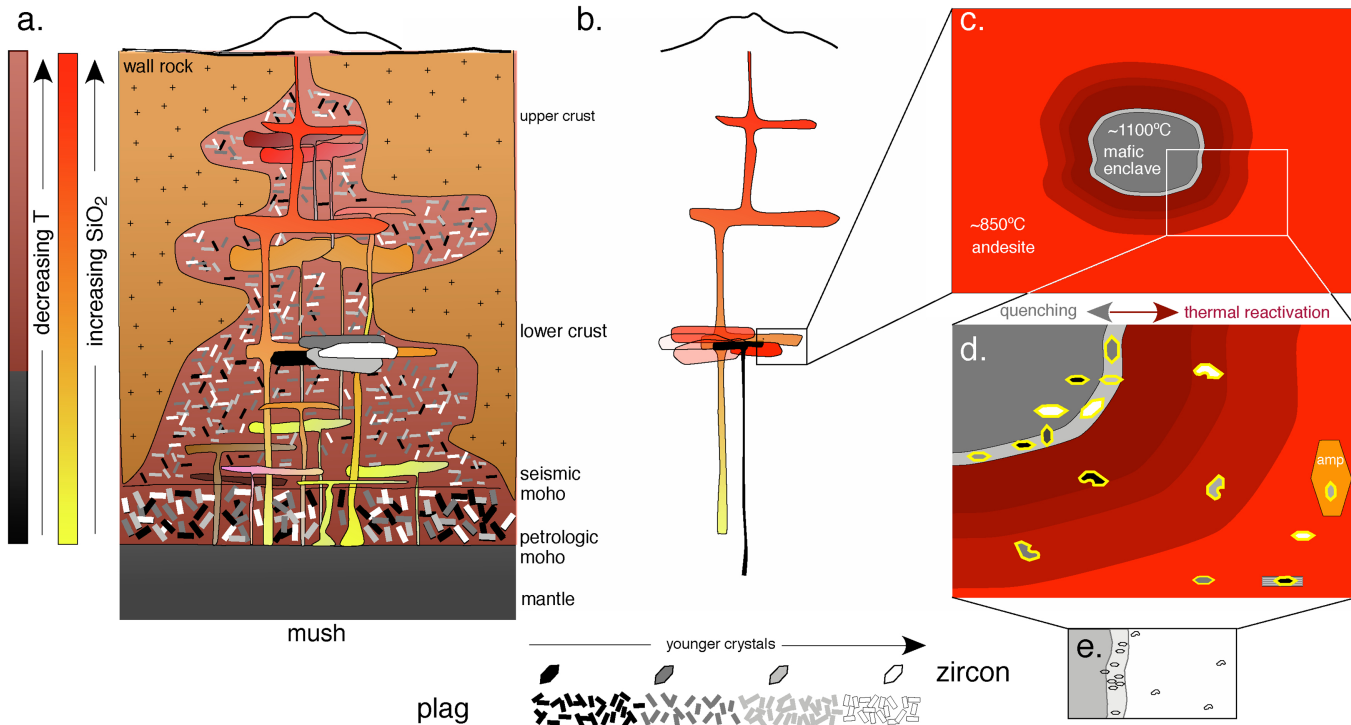 a.
b.
c.
wall rock
upper crust
decreasing T
increasing SiO2
~1100ºC
mafic
enclave
~850ºC
andesite
lower crust
quenching
thermal reactivation
d.
amp
seismic
moho
petrologic
moho
mantle
mush
younger crystals
zircon
plag
e.